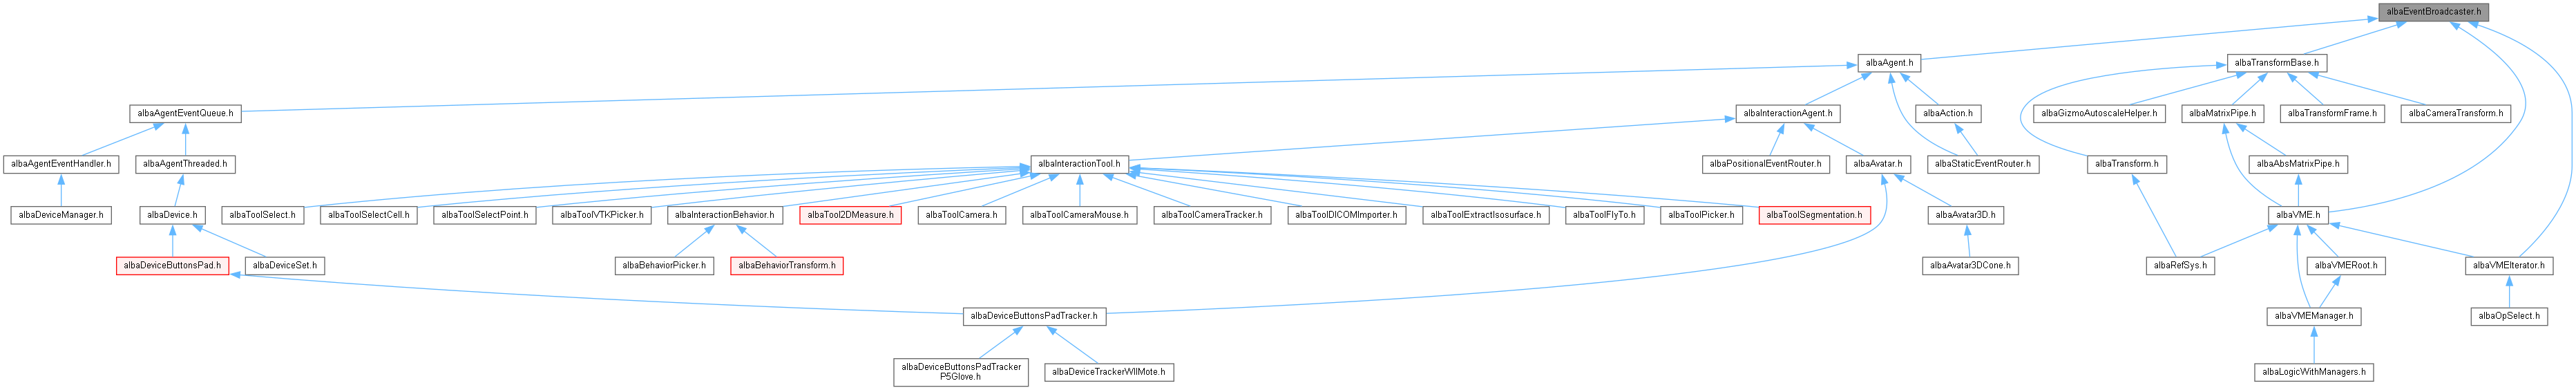 albaEventBroadcaster.h
albaAgent.h
albaTransformBase.h
albaAgentEventQueue.h
albaInteractionAgent.h
albaAction.h
albaGizmoAutoscaleHelper.h
albaMatrixPipe.h
albaTransformFrame.h
albaCameraTransform.h
albaAgentEventHandler.h
albaAgentThreaded.h
albaInteractionTool.h
albaPositionalEventRouter.h
albaAvatar.h
albaStaticEventRouter.h
albaTransform.h
albaAbsMatrixPipe.h
albaDeviceManager.h
albaDevice.h
albaToolSelect.h
albaToolSelectCell.h
albaToolSelectPoint.h
albaToolVTKPicker.h
albaInteractionBehavior.h
albaTool2DMeasure.h
albaToolCamera.h
albaToolCameraMouse.h
albaToolCameraTracker.h
albaToolDICOMImporter.h
albaToolExtractIsosurface.h
albaToolFlyTo.h
albaToolPicker.h
albaToolSegmentation.h
albaAvatar3D.h
albaVME.h
albaDeviceButtonsPad.h
albaDeviceSet.h
albaBehaviorPicker.h
albaBehaviorTransform.h
albaAvatar3DCone.h
albaRefSys.h
albaVMERoot.h
albaVMEIterator.h
albaDeviceButtonsPadTracker.h
albaVMEManager.h
albaOpSelect.h
albaDeviceButtonsPadTracker
P5Glove.h
albaDeviceTrackerWIIMote.h
albaLogicWithManagers.h